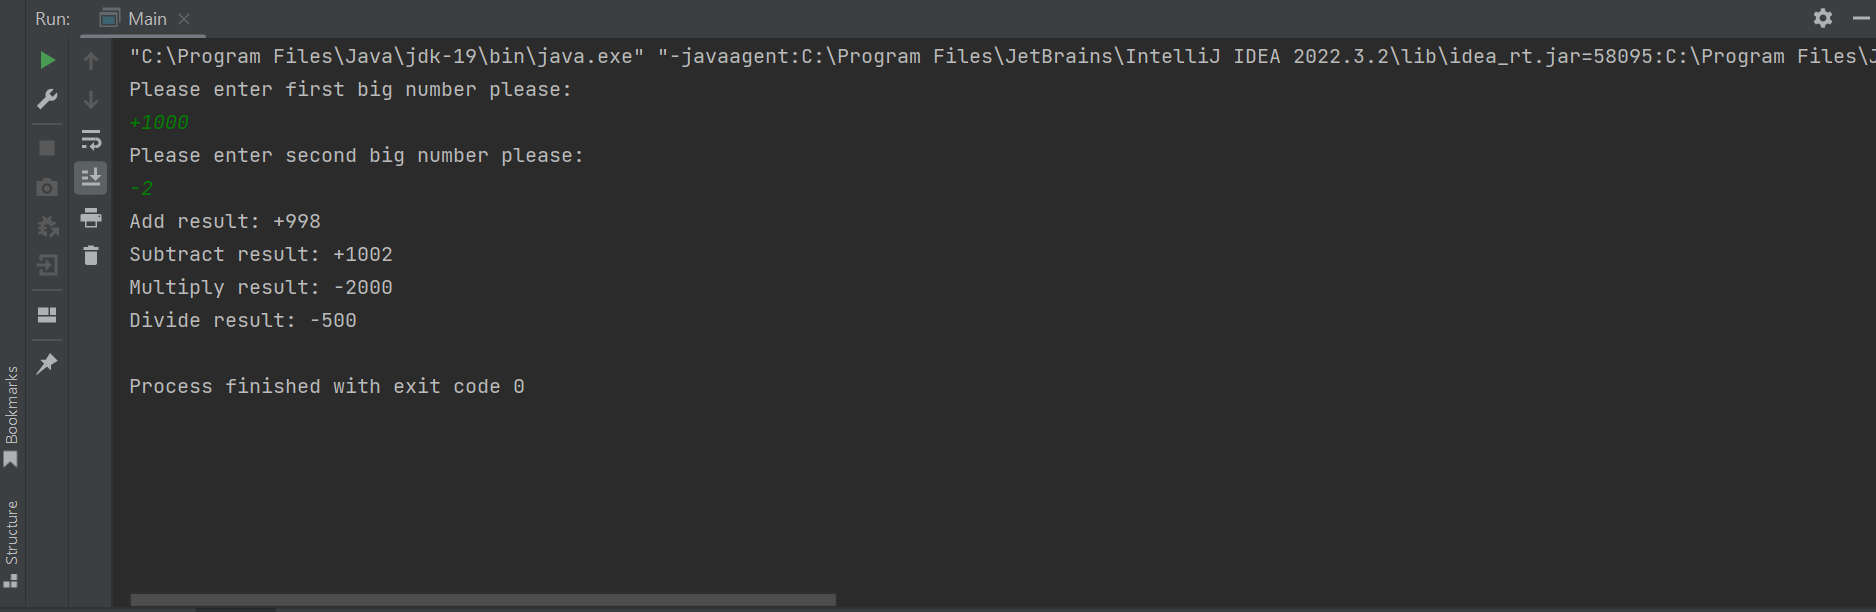 Run: Main
"C:\Program Files\Java\jdk-19\bin\java.exe" "-javaagent:C:\Program Files\JetBrains\IntelliJ IDEA 2022.3.2\lib\idea_rt.jar=58095:C:\Program Files\J
Please enter first big number please:
+1000
Please enter second big number please:
-2
Add result: +998
Subtract result: +1002
Multiply result: -2000
Divide result: -500
Process finished with exit code 0
Bookmarks
Structure